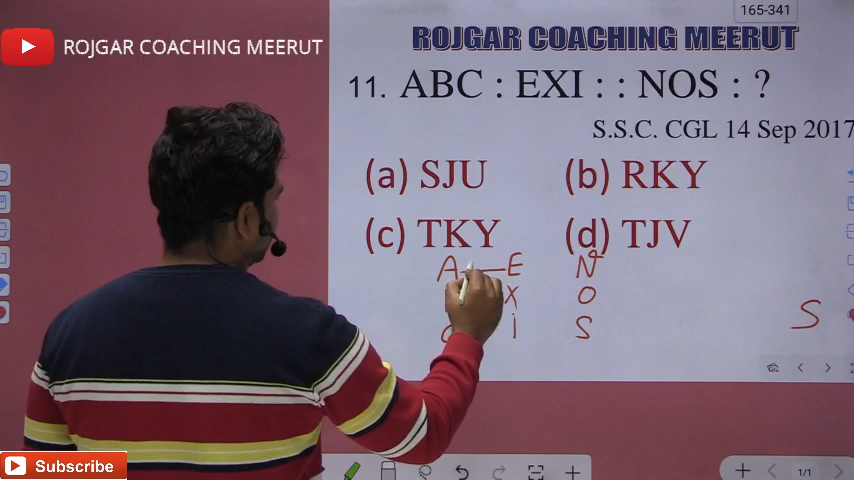 165-341
ROJGAR COACHING MEERUT
ROJGAR COACHING MEERUT
11. ABC : EXI : : NOS : ?
S.S.C. CGL 14 Sep 2017
(a) SJU (b) RKY
(c) TKY (d) TJV
A E N
X O
I S S
1/1
Subscribe